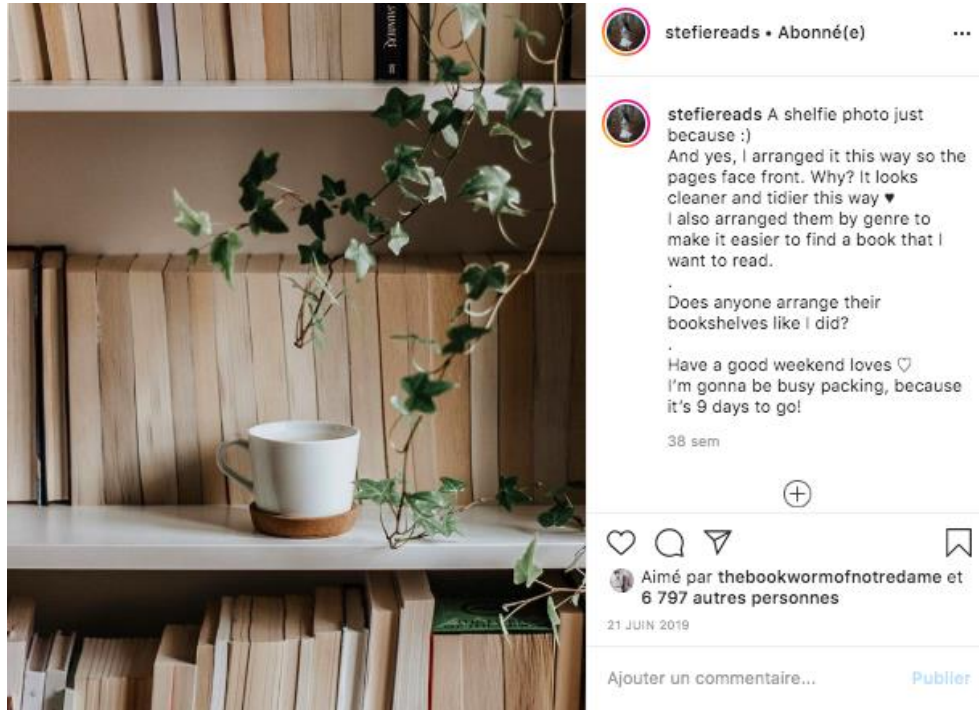 stefiereads • Abonné(e)
stefiereads A shelfie photo just
because :)
And yes, I arranged it this way so the
pages face front. Why? It looks
cleaner and tidier this way ♥
I also arranged them by genre to
make it easier to find a book that I
want to read.
.
Does anyone arrange their
bookshelves like I did?
.
Have a good weekend loves ♡
I'm gonna be busy packing, because
it's 9 days to go!
38 sem
Aimé par thebookwormofnotredame et
6 797 autres personnes
21 JUIN 2019
Ajouter un commentaire...
Publier